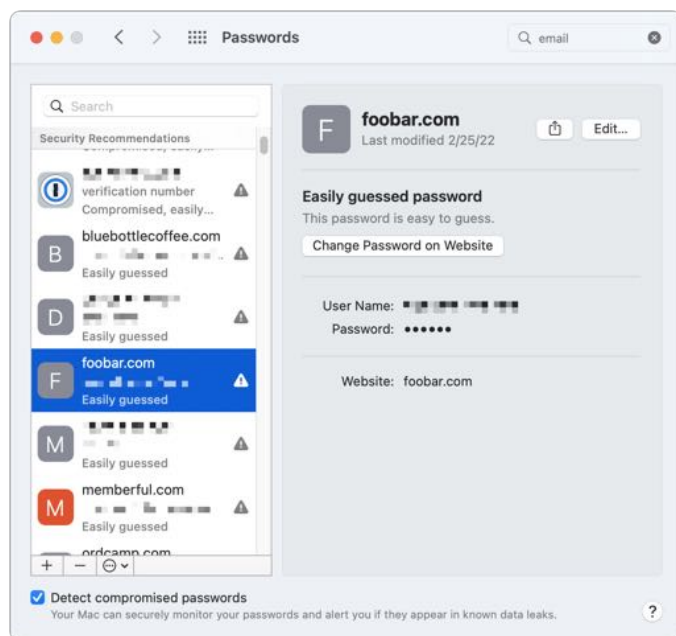 Passwords
email
Search
Security Recommendations
verification number
Compromised, easily...
B
bluebottlecoffee.com
Easily guessed
D
Easily guessed
F
foobar.com
Easily guessed
M
Easily guessed
M
memberful.com
Easily guessed
ordcamp.com
F
foobar.com
Last modified 2/25/22
Edit...
Easily guessed password
This password is easy to guess.
Change Password on Website
User Name:
Password: ••••••
Website: foobar.com
Detect compromised passwords
Your Mac can securely monitor your passwords and alert you if they appear in known data leaks.
?